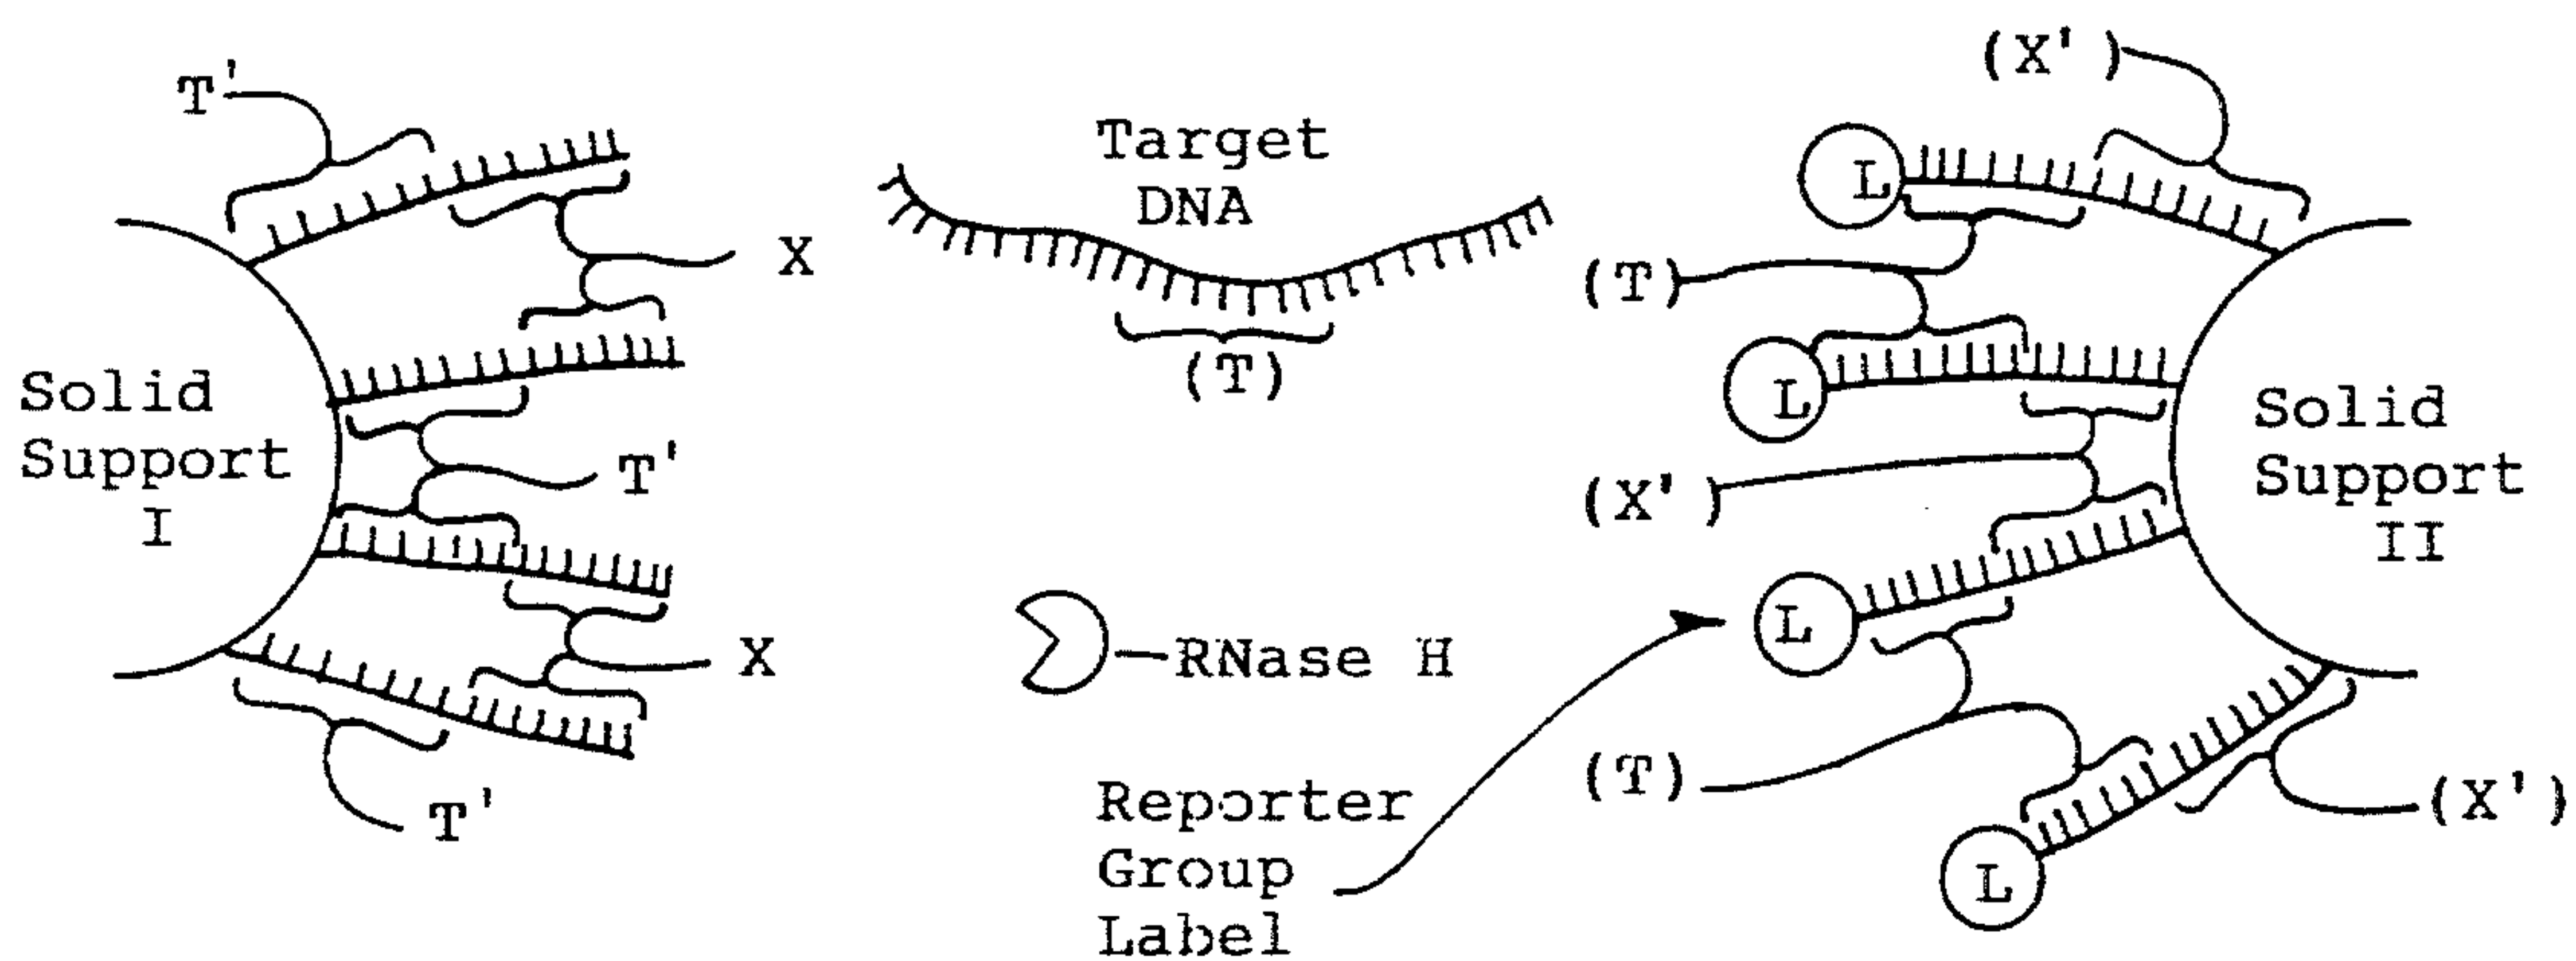 T'
X
Solid
Support
I
T'
X
T'
Target
DNA
(T)
RNase H
Reporter
Group
Label
(X')
L
(T)
L
(X')
L
(T)
L
(X')
Solid
Support
II